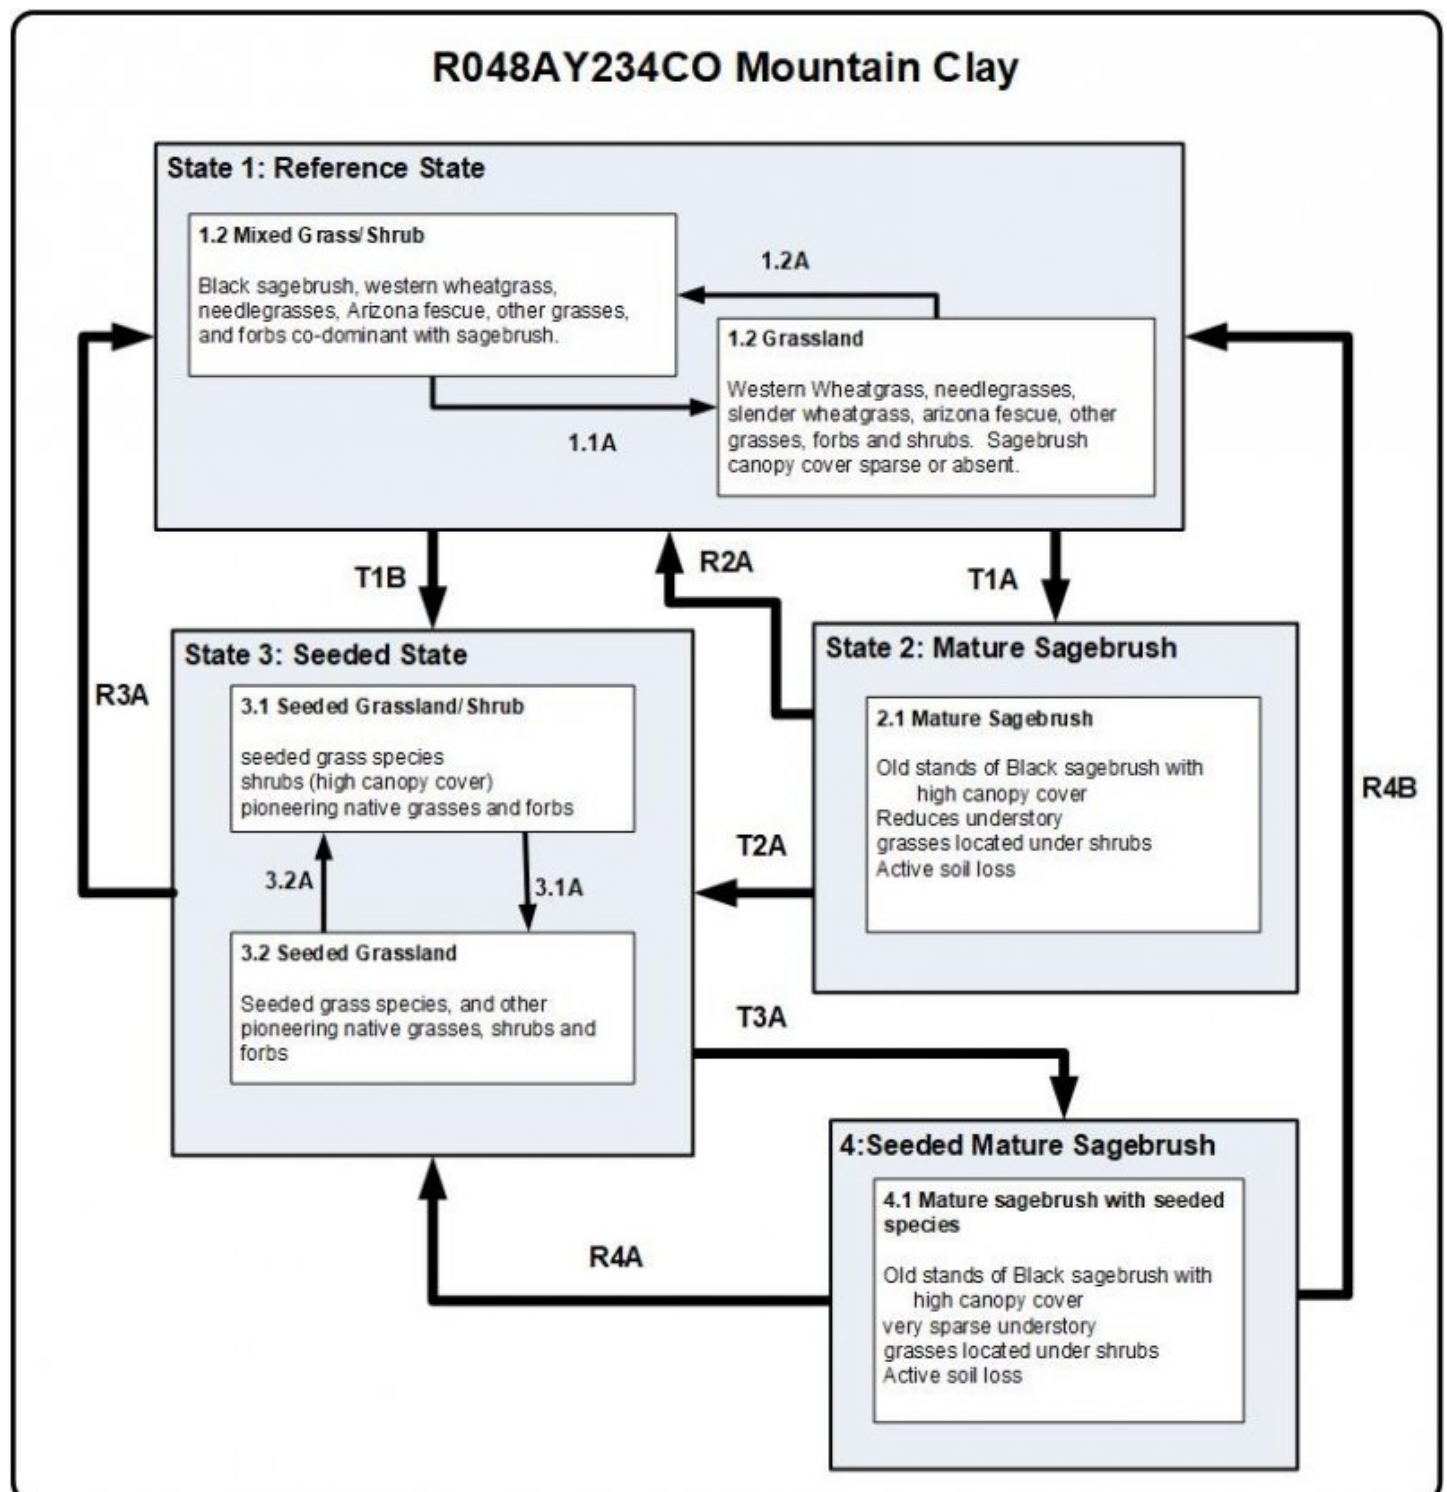 R048AY234CO Mountain Clay
State 1: Reference State
1.2 Mixed Grass/Shrub
Black sagebrush, western wheatgrass,
needlegrasses, Arizona fescue, other grasses,
and forbs co-dominant with sagebrush.
1.2A
1.2 Grassland
Western Wheatgrass, needlegrasses,
slender wheatgrass, arizona fescue, other
grasses, forbs and shrubs. Sagebrush
canopy cover sparse or absent.
1.1A
T1B
R2A
T1A
State 3: Seeded State
3.1 Seeded Grassland/Shrub
seeded grass species
shrubs (high canopy cover)
pioneering native grasses and forbs
3.2A
3.1A
3.2 Seeded Grassland
Seeded grass species, and other
pioneering native grasses, shrubs and
forbs
R3A
State 2: Mature Sagebrush
2.1 Mature Sagebrush
Old stands of Black sagebrush with
high canopy cover
Reduces understory
grasses located under shrubs
Active soil loss
R4B
T2A
T3A
4:Seeded Mature Sagebrush
4.1 Mature sagebrush with seeded
species
Old stands of Black sagebrush with
high canopy cover
very sparse understory
grasses located under shrubs
Active soil loss
R4A